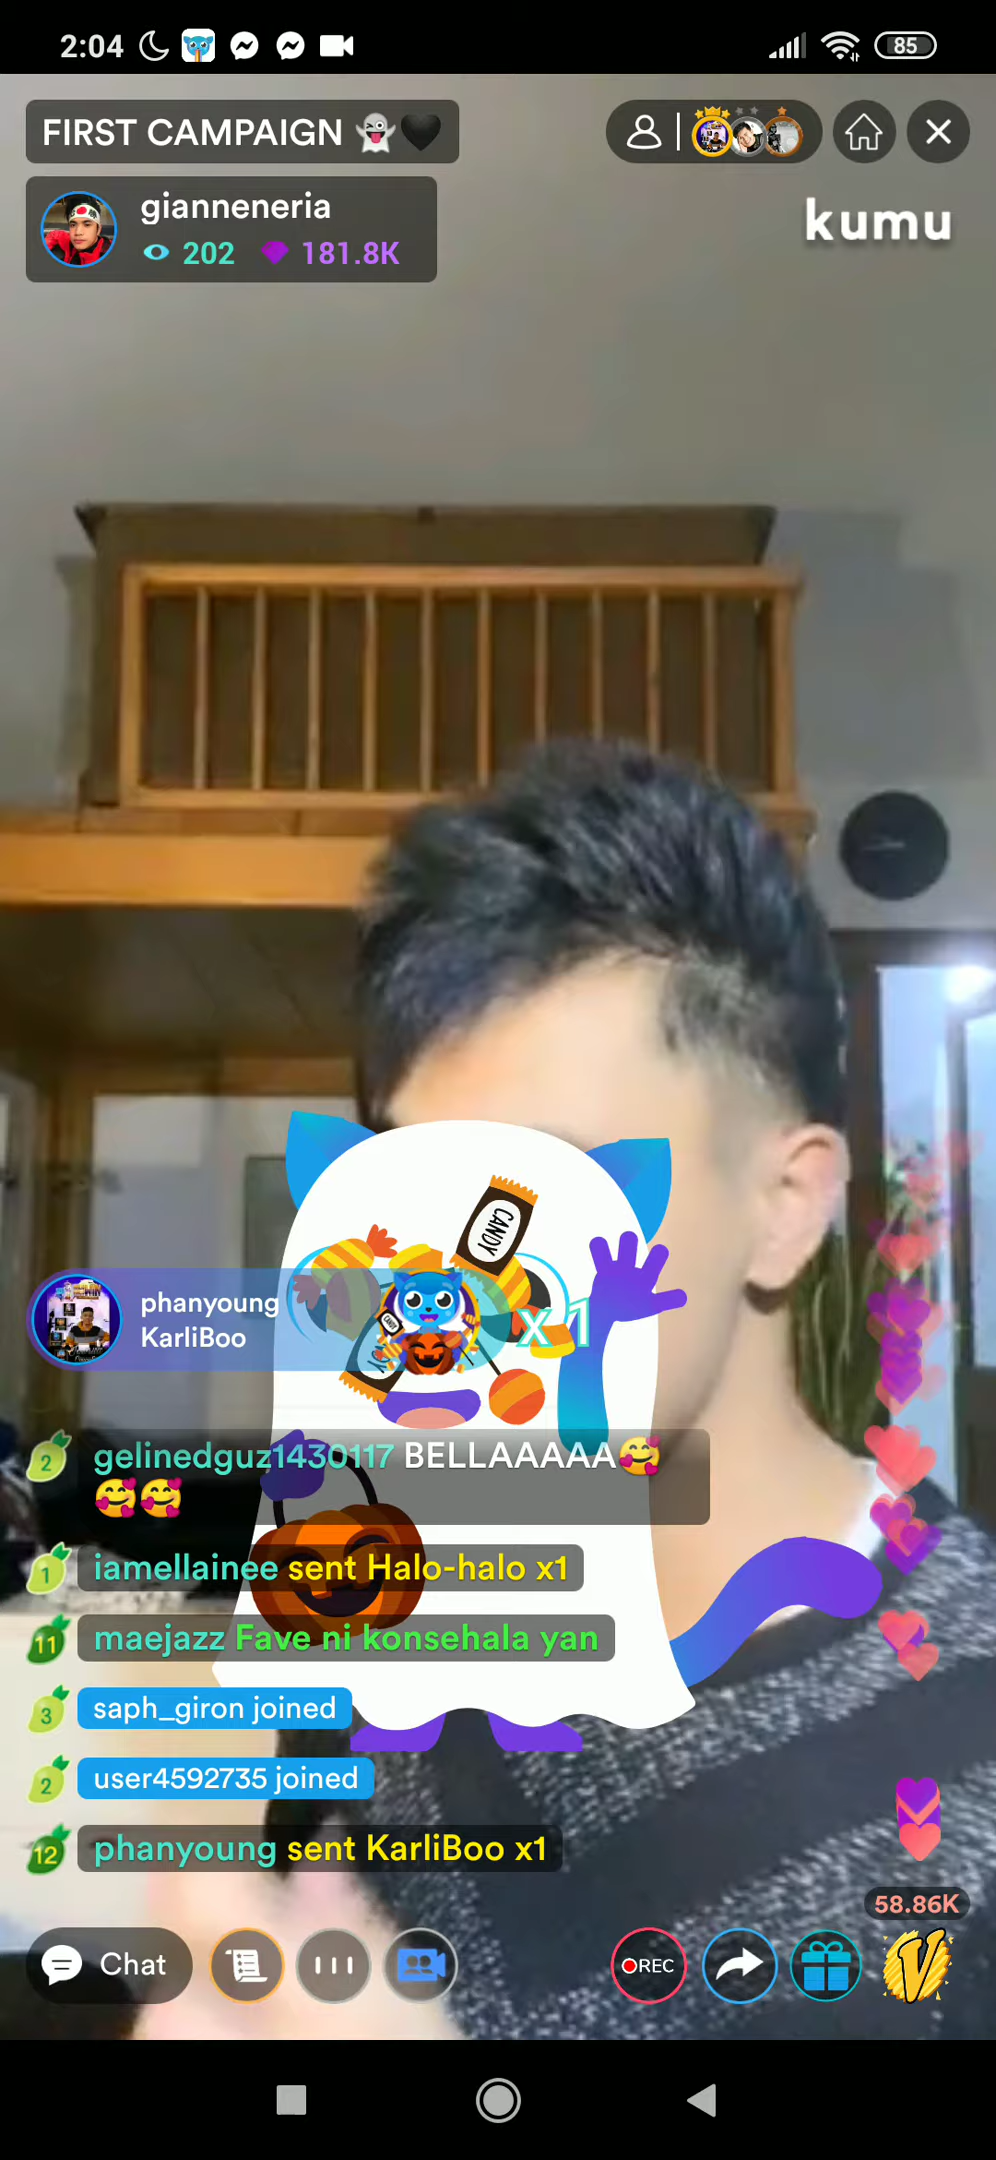 2:04
85
FIRST CAMPAIGN 👻🖤
gianneneria
202 181.8K
kumu
CANDY
phanyoung
KarliBoo
x 1
2 gelinedguz1430117 BELLAAAAA🥰
🥰🥰
1 iamellainee sent Halo-halo x1
11 maejazz Fave ni konsehala yan
3 saph_giron joined
2 user4592735 joined
12 phanyoung sent KarliBoo x1
58.86K
Chat
REC
V